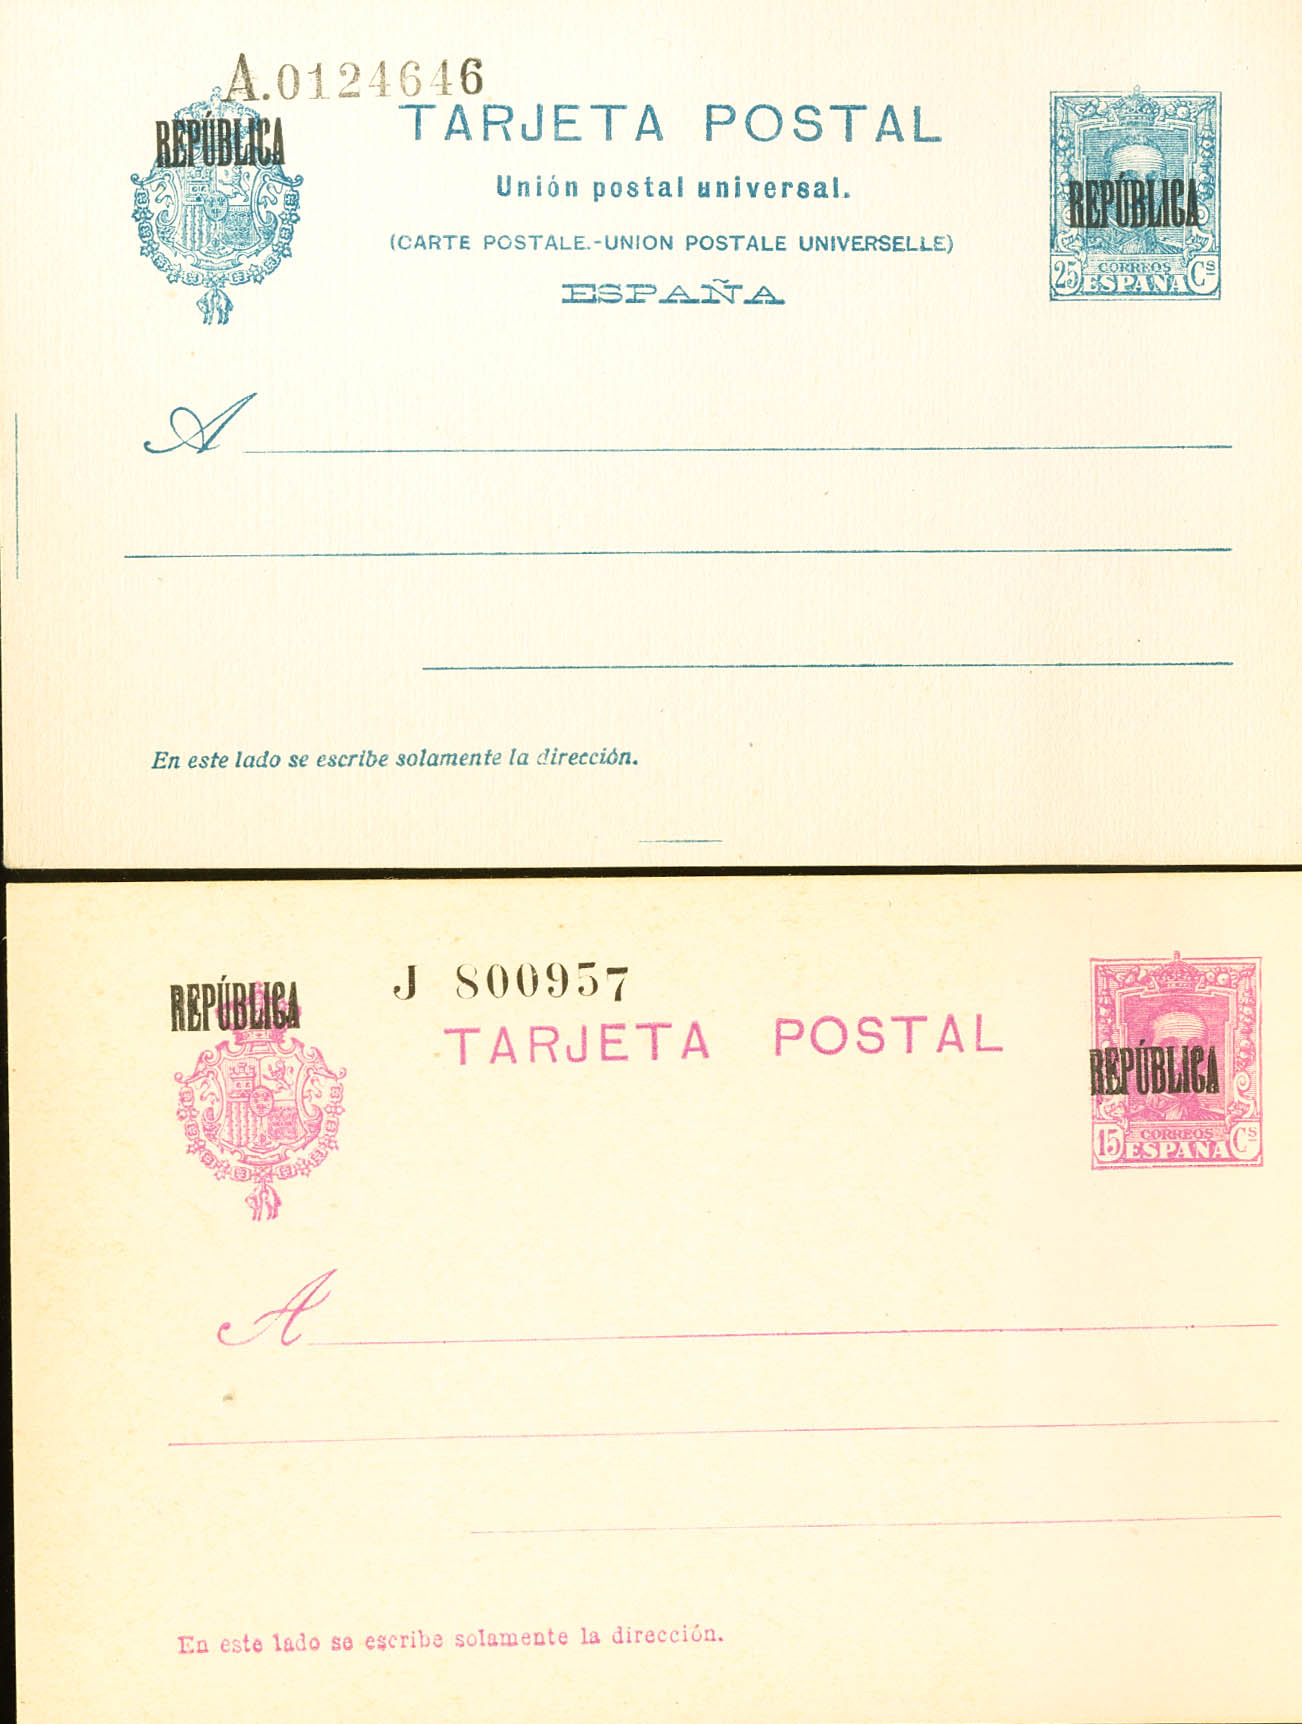 A.0124646
REPÚBLICA
TARJETA POSTAL
Unión postal universal.
(CARTE POSTALE.-UNION POSTALE UNIVERSELLE)
ESPAÑA
REPÚBLICA
CORREOS
25 ESPAÑA Cs
A
En este lado se escribe solamente la dirección.
REPÚBLICA
J 800957
TARJETA POSTAL
REPÚBLICA
CORREOS
15 ESPAÑA Cs
A
En este lado se escribe solamente la dirección.